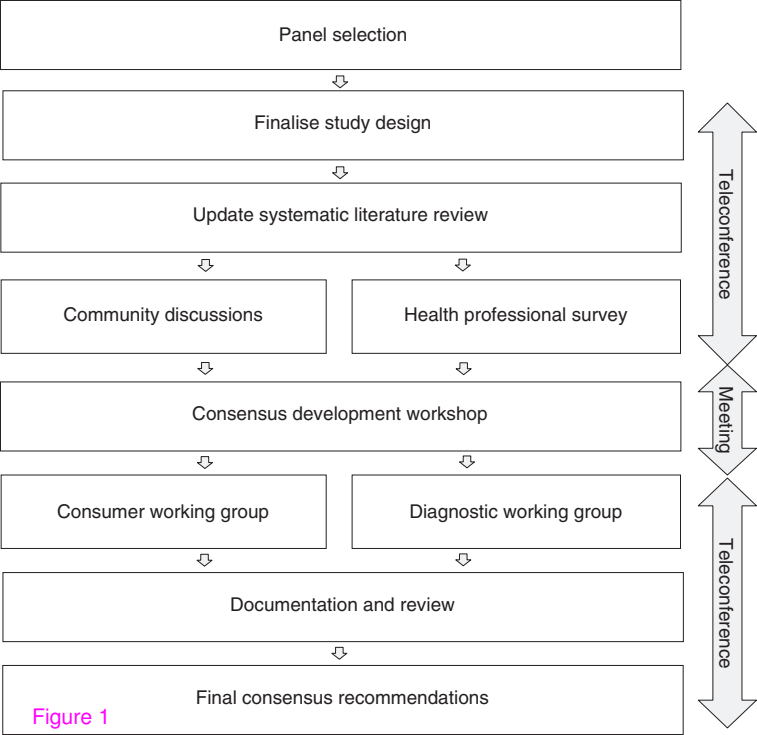 Panel selection
Finalise study design
Update systematic literature review
Teleconference
Community discussions
Health professional survey
Consensus development workshop
Meeting
Consumer working group
Diagnostic working group
Teleconference
Documentation and review
Final consensus recommendations
Figure 1